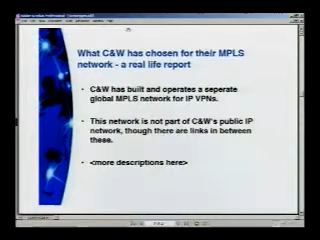 What C&W has chosen for their MPLS
network - a real life report
• C&W has built and operates a seperate
global MPLS network for IP VPNs.
• This network is not part of C&W's public IP
network, though there are links in between
these.
• <more descriptions here>